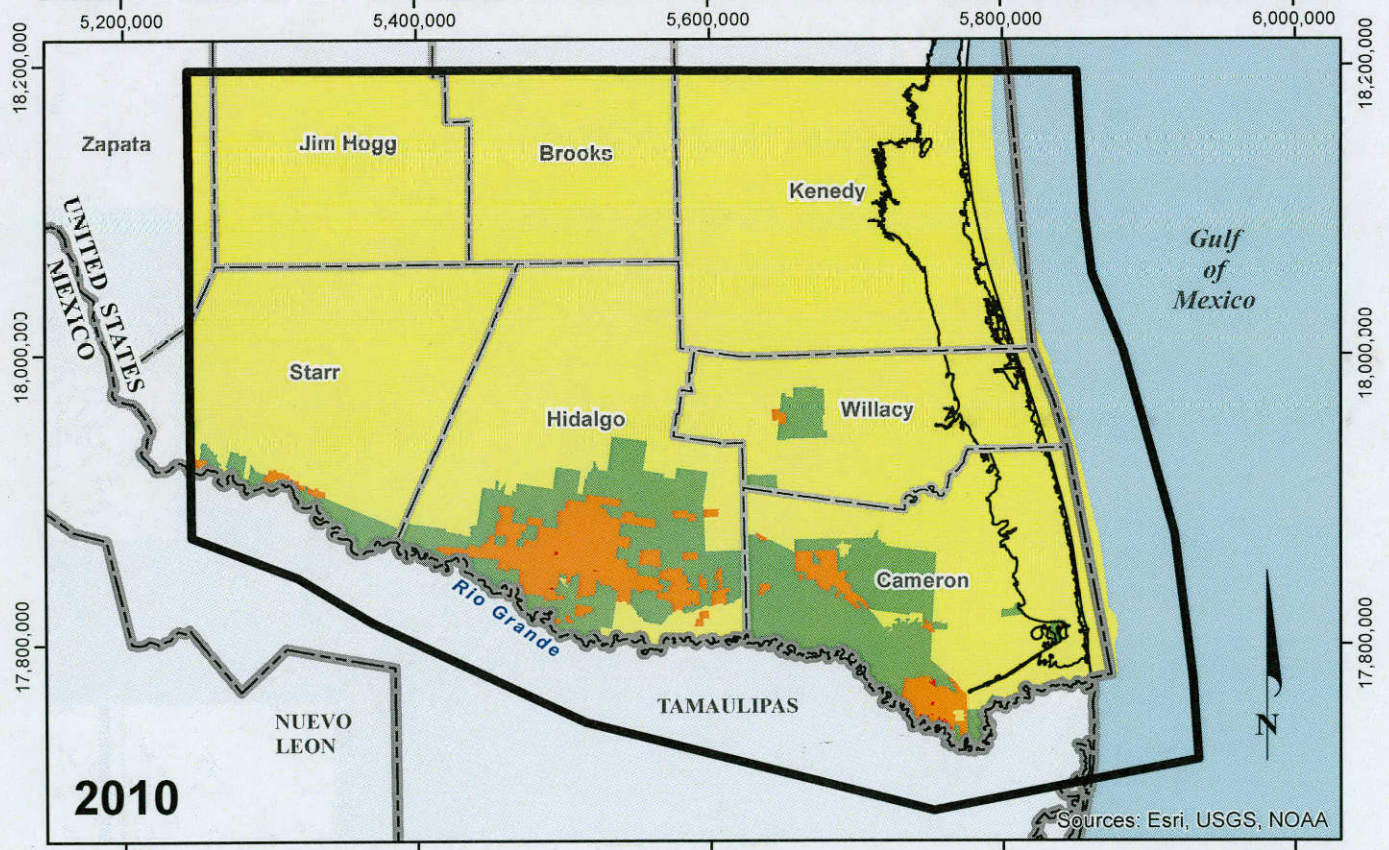 5,200,000
5,400,000
5,600,000
5,800,000
6,000,000
18,200,000
18,200,000
Zapata
Jim Hogg
Brooks
Kenedy
UNITED STATES
MEXICO
Gulf
of
Mexico
18,000,000
18,000,000
Starr
Hidalgo
Willacy
Cameron
Rio Grande
17,800,000
17,800,000
TAMAULIPAS
NUEVO
LEON
N
2010
Sources: Esri, USGS, NOAA